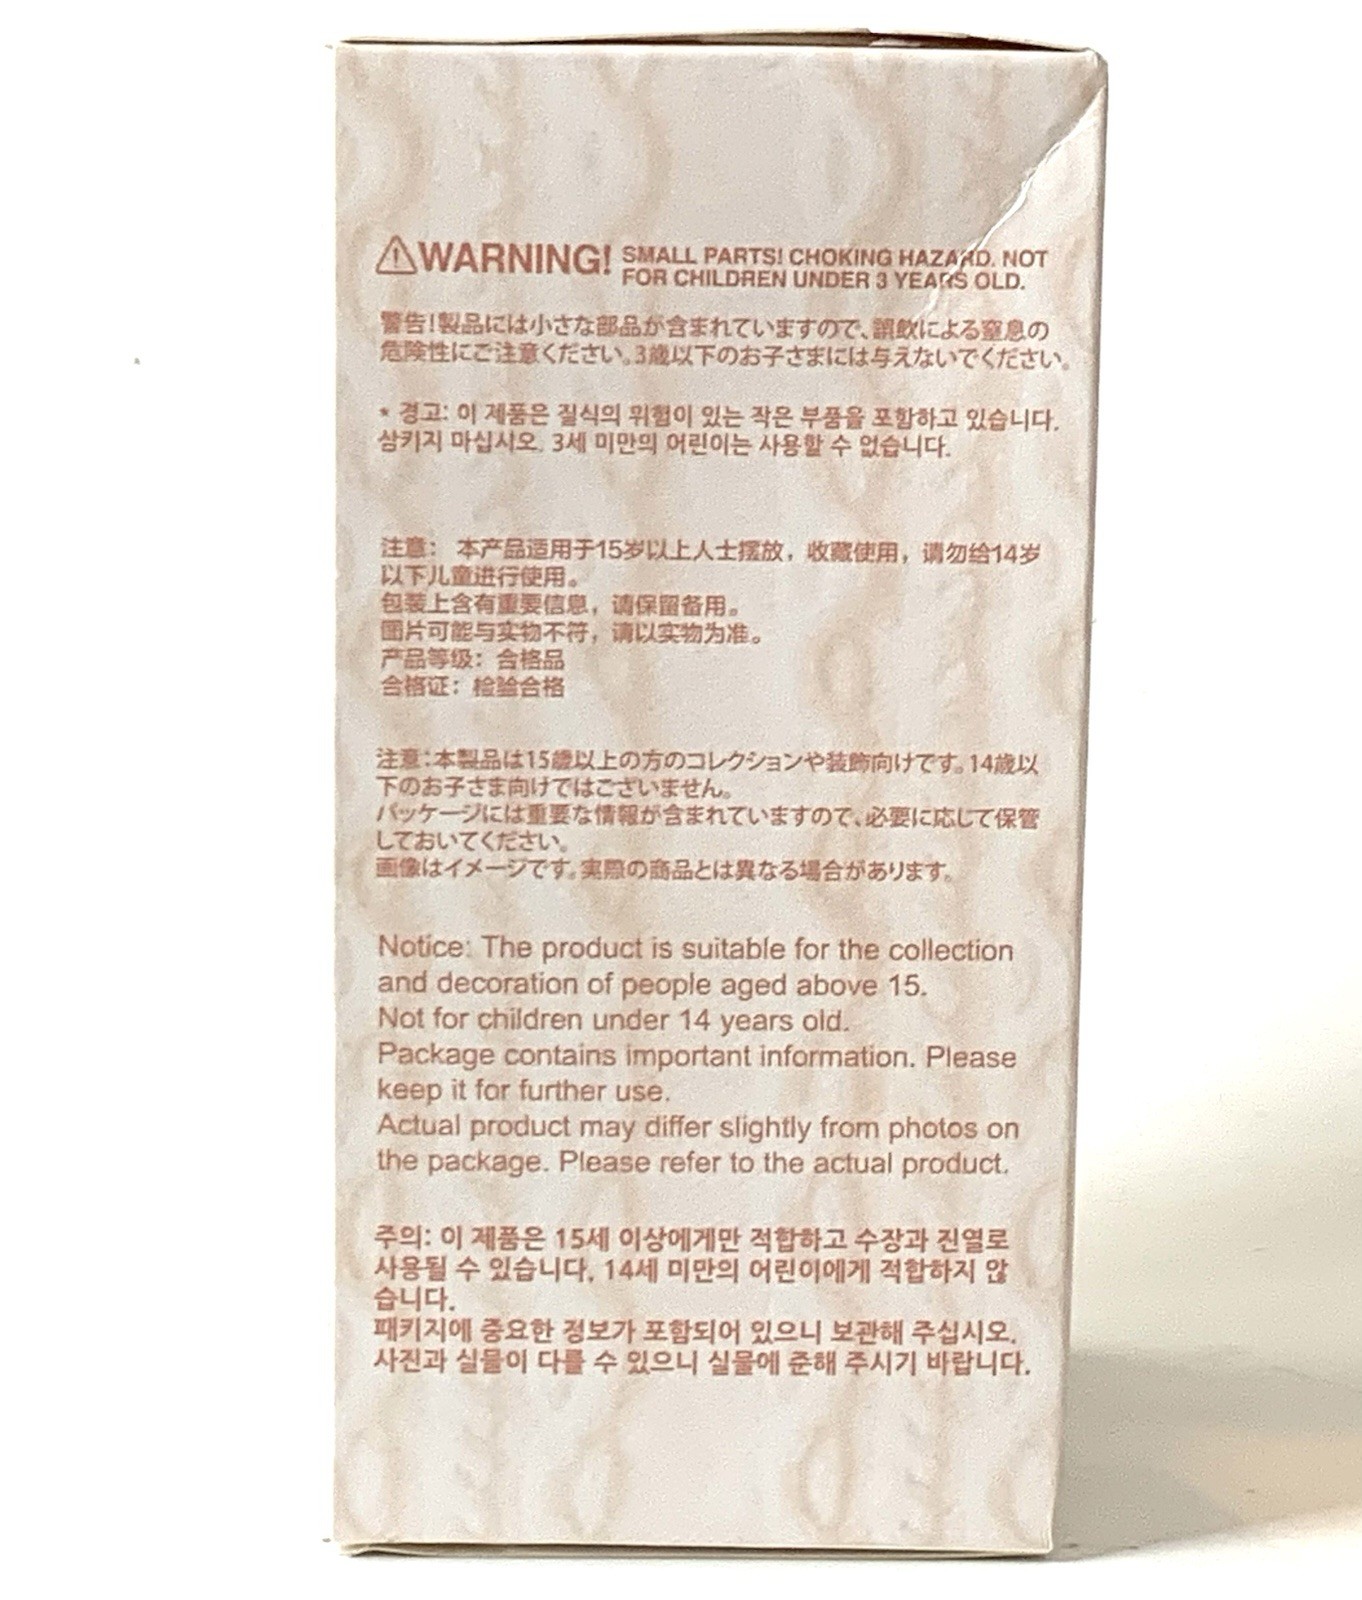 ⚠WARNING! SMALL PARTS! CHOKING HAZARD. NOT
FOR CHILDREN UNDER 3 YEARS OLD.
警告!製品には小さな部品が含まれていますので、誤飲による窒息の
危険性にご注意ください。3歳以下のお子さまには与えないでください。
* 경고: 이 제품은 질식의 위험이 있는 작은 부품을 포함하고 있습니다.
삼키지 마십시오. 3세 미만의 어린이는 사용할 수 없습니다.
注意： 本产品适用于15岁以上人士摆放，收藏使用，请勿给14岁
以下儿童进行使用。
包装上含有重要信息，请保留备用。
图片可能与实物不符，请以实物为准。
产品等级：合格品
合格证：检验合格
注意：本製品は15歳以上の方のコレクションや装飾向けです。14歳以
下のお子さま向けではございません。
パッケージには重要な情報が含まれていますので、必要に応じて保管
しておいてください。
画像はイメージです。実際の商品とは異なる場合があります。
Notice: The product is suitable for the collection
and decoration of people aged above 15.
Not for children under 14 years old.
Package contains important information. Please
keep it for further use.
Actual product may differ slightly from photos on
the package. Please refer to the actual product.
주의: 이 제품은 15세 이상에게만 적합하고 수장과 진열로
사용될 수 있습니다. 14세 미만의 어린이에게 적합하지 않
습니다.
패키지에 중요한 정보가 포함되어 있으니 보관해 주십시오.
사진과 실물이 다를 수 있으니 실물에 준해 주시기 바랍니다.